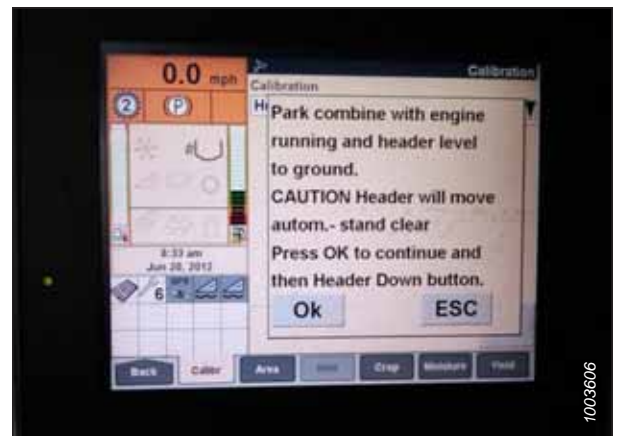 0.0 mph
Calibration
Calibration
2
P
Park combine with engine
running and header level
to ground.
CAUTION Header will move
autom.- stand clear
Press OK to continue and
then Header Down button.
Ok
ESC
8:33 am
Jun 20, 2012
6
Back
Calibr
Area
Crop
Moisture
Yield
1003606